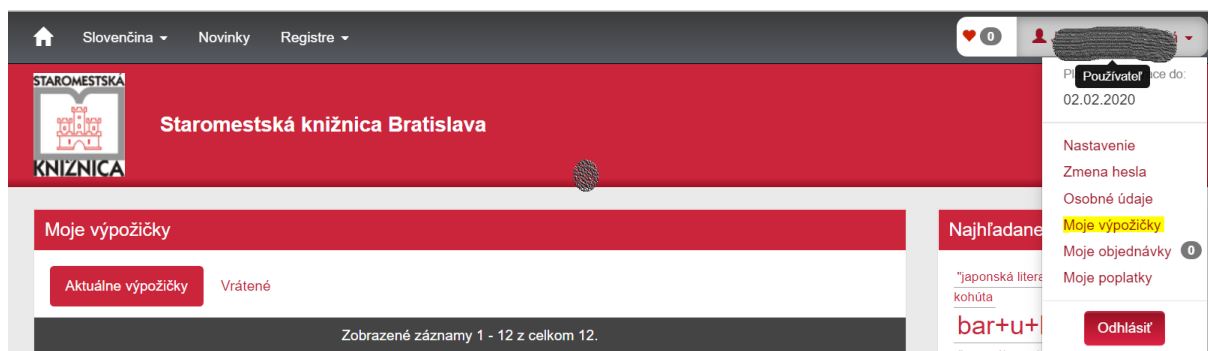 Slovenčina Novinky Registre 0
Používateľ
do:
02.02.2020
STAROMESTSKÁ
KNIŽNICA
Staromestská knižnica Bratislava
Nastavenie
Zmena hesla
Osobné údaje
Moje výpožičky
Moje objednávky 0
Moje poplatky
Odhlásiť
Moje výpožičky
Aktuálne výpožičky Vrátené
Zobrazené záznamy 1 - 12 z celkom 12.
Najhľadane
"japonská litera
kohúta
bar+u+